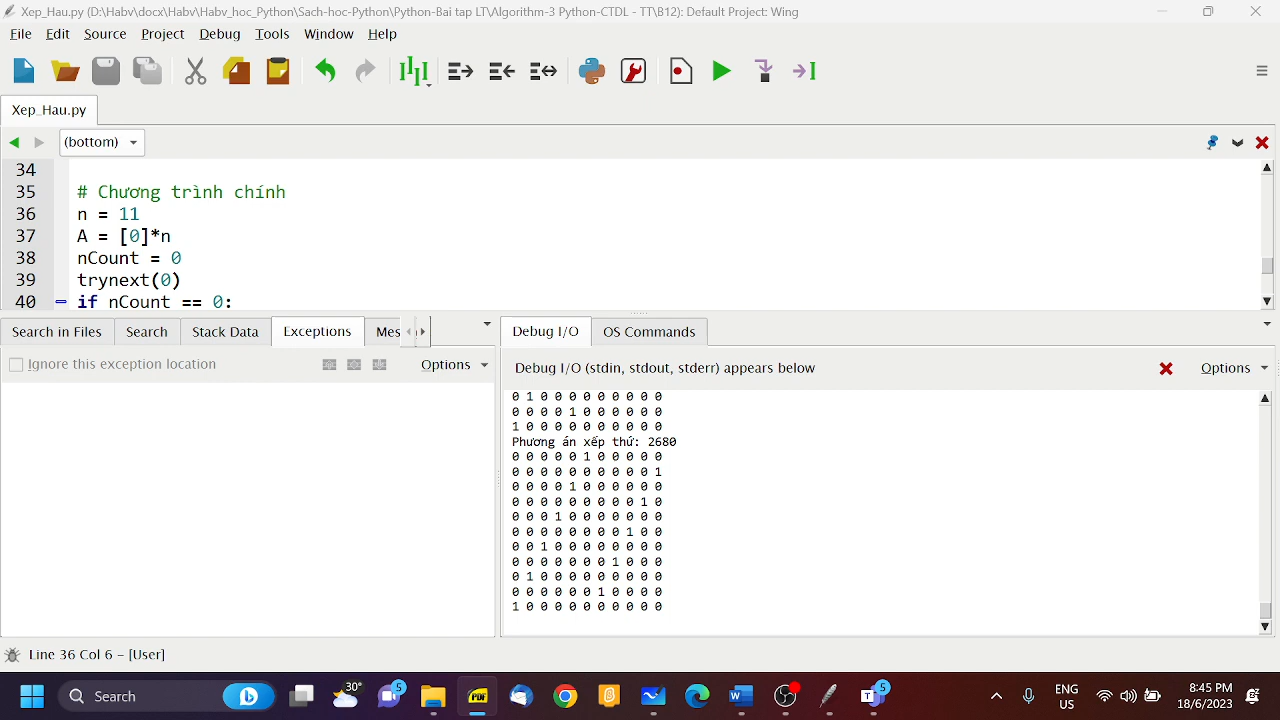 Xep_Hau.py (D:\Habv\docx\Habv\Habv_hoc_Python\Sach-hoc-Python\Python-Bai tap LT\Algorithm-3 Python-CTDL - TT\B12): Default Project: Wing
File Edit Source Project Debug Tools Window Help
Xep_Hau.py
(bottom)
34
35 # Chương trình chính
36 n = 11
37 A = [0]*n
38 nCount = 0
39 trynext(0)
40 if nCount == 0:
Search in Files Search Stack Data Exceptions Mes
Debug I/O OS Commands
Ignore this exception location Options
Debug I/O (stdin, stdout, stderr) appears below Options
0 1 0 0 0 0 0 0 0 0 0
0 0 0 0 1 0 0 0 0 0 0
1 0 0 0 0 0 0 0 0 0 0
Phương án xếp thứ: 2680
0 0 0 0 0 1 0 0 0 0 0
0 0 0 0 0 0 0 0 0 0 1
0 0 0 0 1 0 0 0 0 0 0
0 0 0 0 0 0 0 0 0 1 0
0 0 0 1 0 0 0 0 0 0 0
0 0 0 0 0 0 0 0 1 0 0
0 0 1 0 0 0 0 0 0 0 0
0 0 0 0 0 0 0 1 0 0 0
0 1 0 0 0 0 0 0 0 0 0
0 0 0 0 0 0 1 0 0 0 0
1 0 0 0 0 0 0 0 0 0 0
Line 36 Col 6 – [User]
Search
30°
5
PDF
5
ENG
US
8:45 PM
18/6/2023